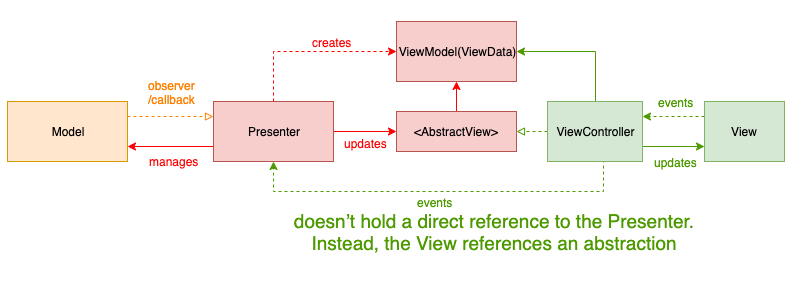 creates
ViewModel(ViewData)
observer
/callback
events
Model
Presenter
<AbstractView>
ViewController
View
manages
updates
updates
events
doesn't hold a direct reference to the Presenter.
Instead, the View references an abstraction